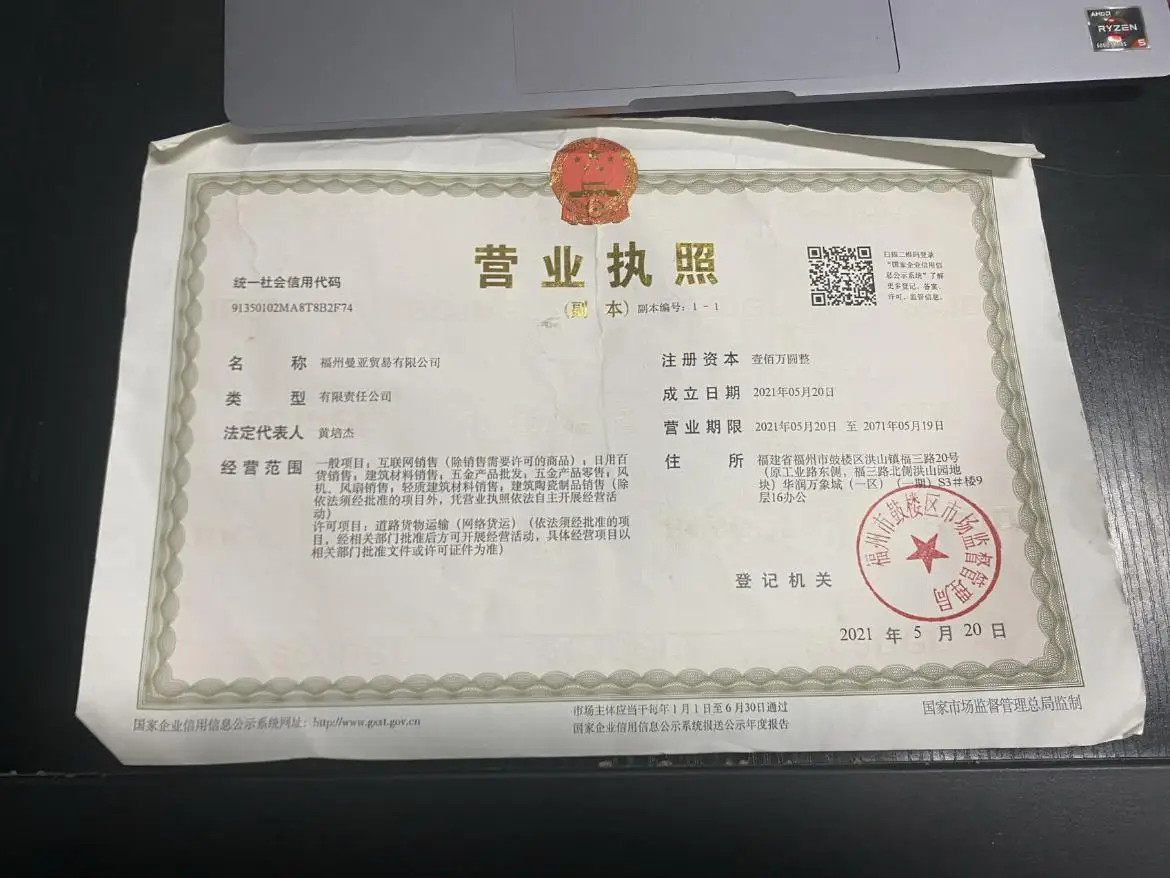 AMD
RYZEN
5
营业执照
(副 本) 副本编号：1－1
统一社会信用代码
91350102MA8T8B2F74
扫描二维码登录
“国家企业信用信
息公示系统”了解
更多登记、备案、
许可、监管信息。
名 称 福州曼亚贸易有限公司
类 型 有限责任公司
法定代表人 黄培杰
经营范围 一般项目：互联网销售（除销售需要许可的商品）；日用百
货销售；建筑材料销售；五金产品批发；五金产品零售；风
机、风扇销售；轻质建筑材料销售；建筑陶瓷制品销售（除
依法须经批准的项目外，凭营业执照依法自主开展经营活
动）
许可项目：道路货物运输（网络货运）（依法须经批准的项
目，经相关部门批准后方可开展经营活动，具体经营项目以
相关部门批准文件或许可证件为准）
注册资本 壹佰万圆整
成立日期 2021年05月20日
营业期限 2021年05月20日 至 2071年05月19日
住 所 福建省福州市鼓楼区洪山镇福三路20号
（原工业路东侧，福三路北侧洪山园地
块）华润万象城（一区）（一期）S3#楼9
层16办公
登记机关
福州市鼓楼区市场监督管理局
2021 年 5 月 20 日
国家企业信用信息公示系统网址：http://www.gsxt.gov.cn
市场主体应当于每年1月1日至6月30日通过
国家企业信用信息公示系统报送公示年度报告
国家市场监督管理总局监制